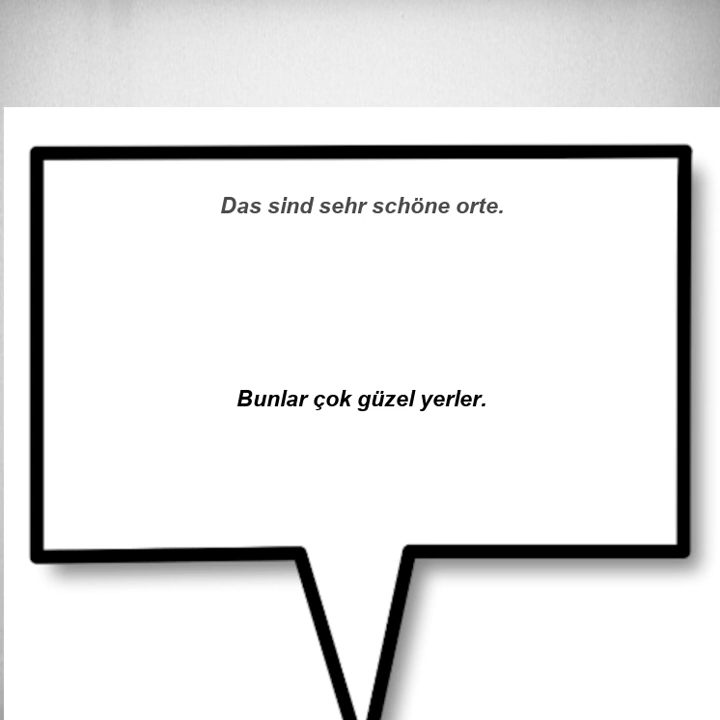 Das sind sehr schöne orte.
Bunlar çok güzel yerler.